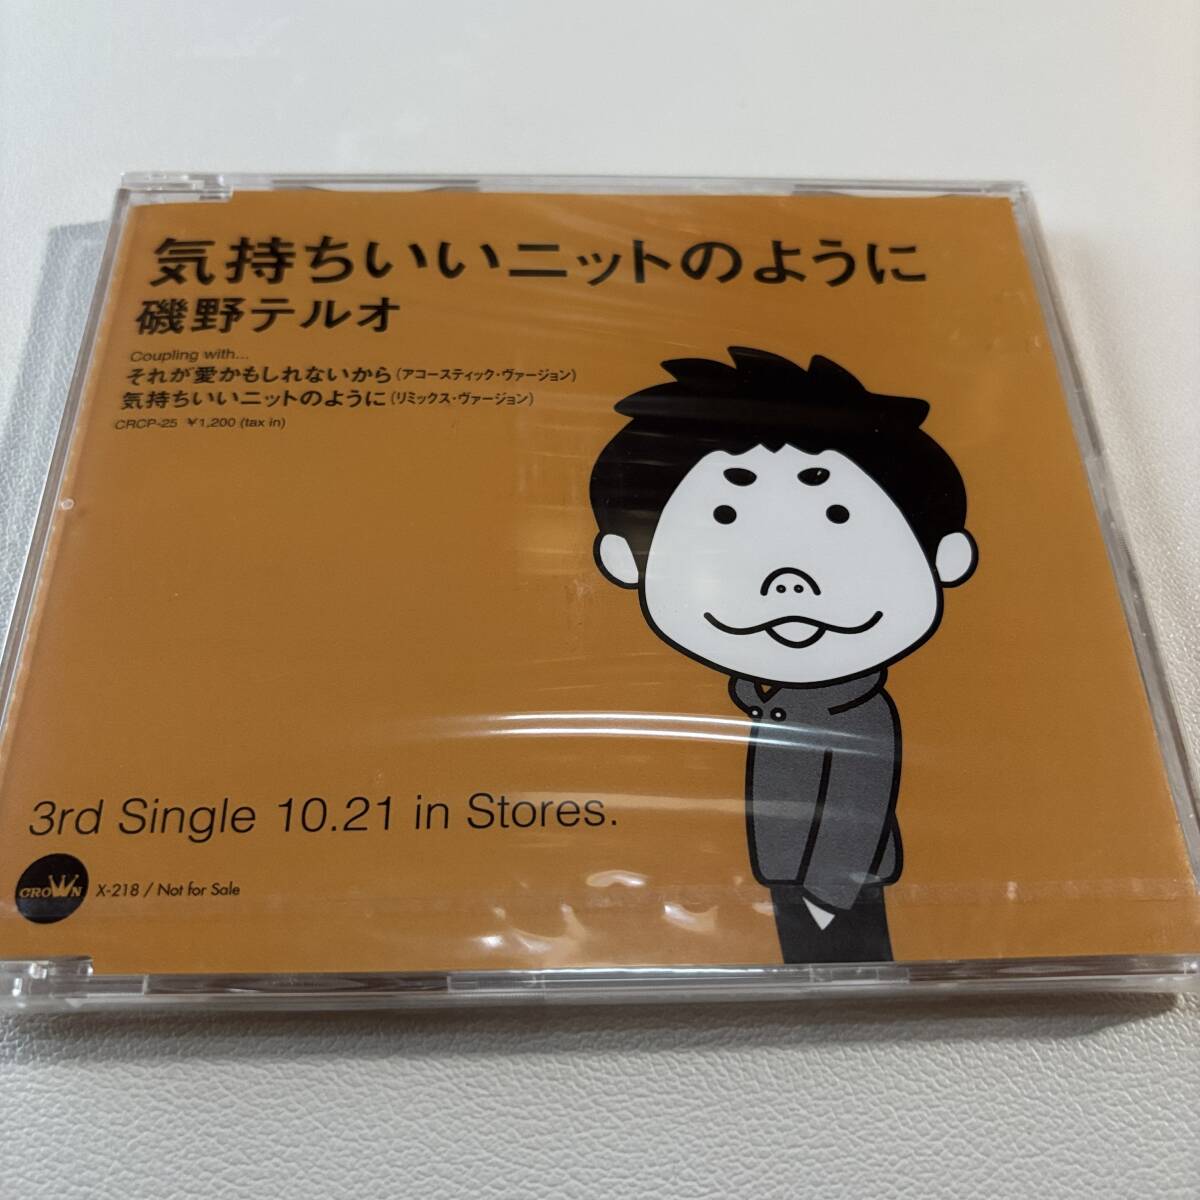 気持ちいいニットのように
磯野テルオ
Coupling with...
それが愛かもしれないから(アコースティック・ヴァージョン)
気持ちいいニットのように(リミックス・ヴァージョン)
CRCP-25 ¥1,200 (tax in)
3rd Single 10.21 in Stores.
CROWN X-218 / Not for Sale